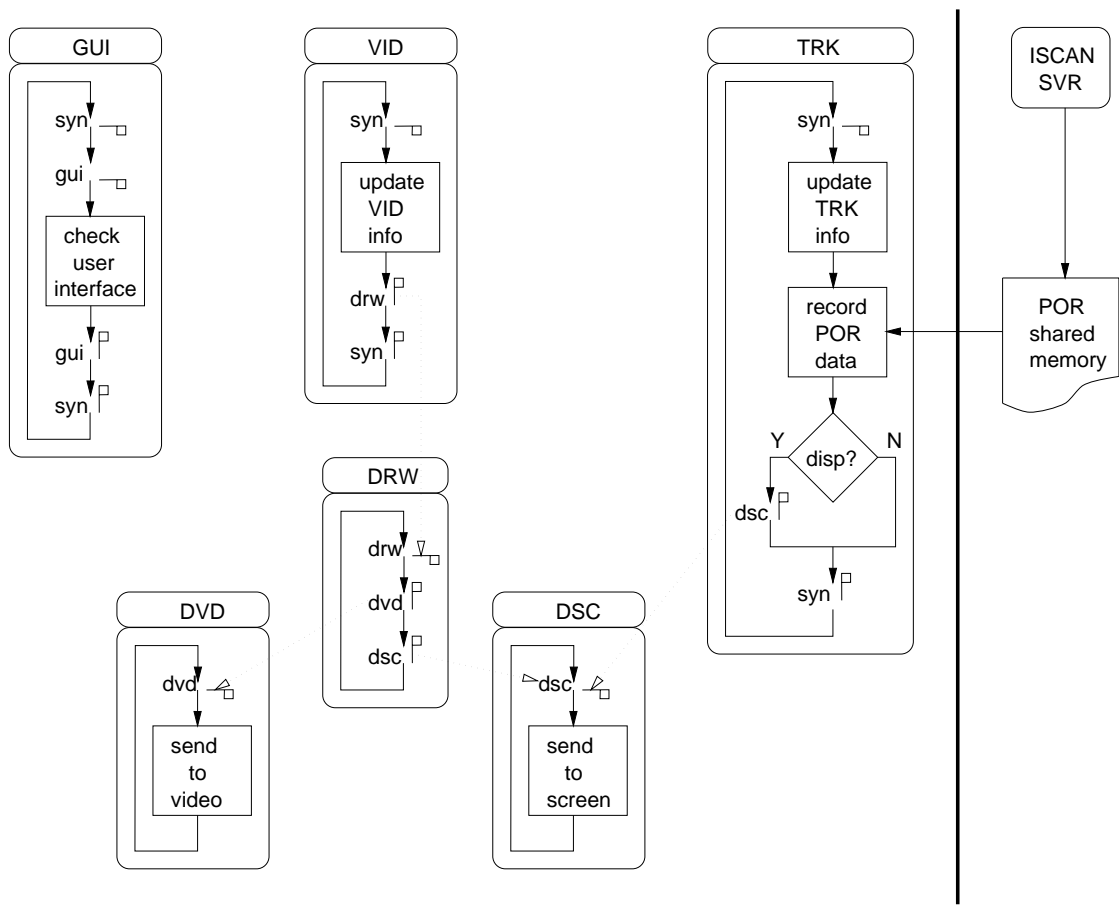 GUI
syn
gui
check
user
interface
gui
syn
VID
syn
update
VID
info
drw
syn
TRK
syn
update
TRK
info
record
POR
data
disp?
Y
N
dsc
syn
ISCAN
SVR
POR
shared
memory
DRW
drw
dvd
dsc
DVD
dvd
send
to
video
DSC
dsc
send
to
screen